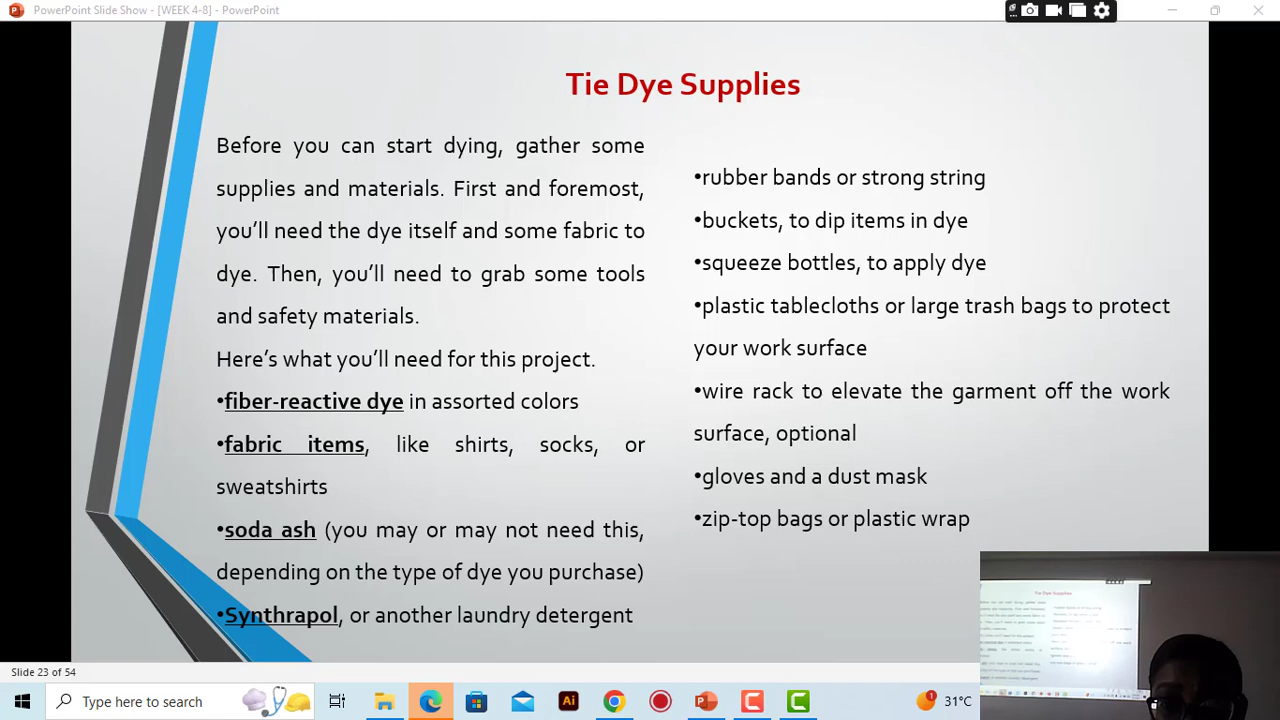 PowerPoint Slide Show - [WEEK 4-8] - PowerPoint
Tie Dye Supplies
Before you can start dying, gather some
supplies and materials. First and foremost,
you’ll need the dye itself and some fabric to
dye. Then, you’ll need to grab some tools
and safety materials.
Here’s what you’ll need for this project.
•fiber-reactive dye in assorted colors
•fabric items, like shirts, socks, or
sweatshirts
•soda ash (you may or may not need this,
depending on the type of dye you purchase)
•Synthrapol, or another laundry detergent
•rubber bands or strong string
•buckets, to dip items in dye
•squeeze bottles, to apply dye
•plastic tablecloths or large trash bags to protect
your work surface
•wire rack to elevate the garment off the work
surface, optional
•gloves and a dust mask
•zip-top bags or plastic wrap
Tie Dye Supplies
Slide 23 of 54
Type here to search
Ai
1
31°C